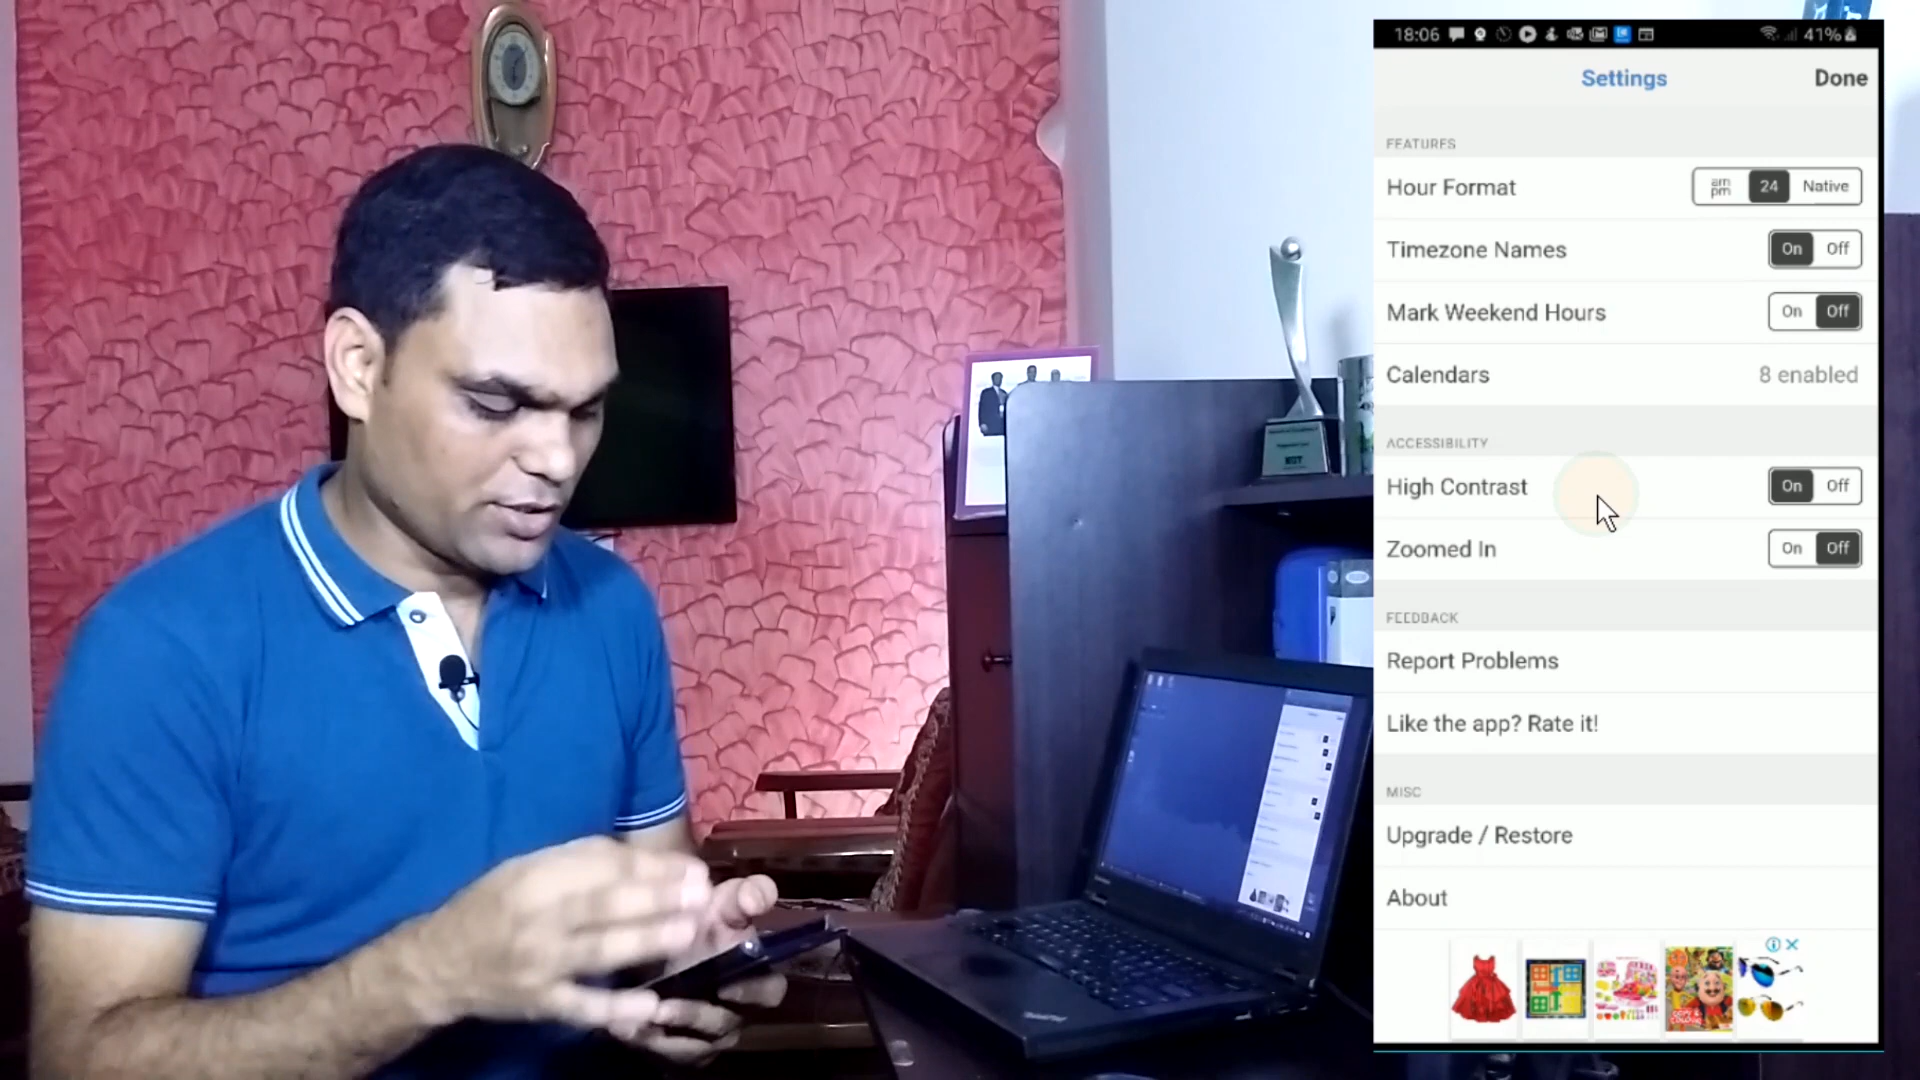 18:06
41%
Settings
Done
FEATURES
Hour Format
am pm
24
Native
Timezone Names
On
Off
Mark Weekend Hours
On
Off
Calendars
8 enabled
ACCESSIBILITY
High Contrast
On
Off
Zoomed In
On
Off
FEEDBACK
Report Problems
Like the app? Rate it!
MISC
Upgrade / Restore
About